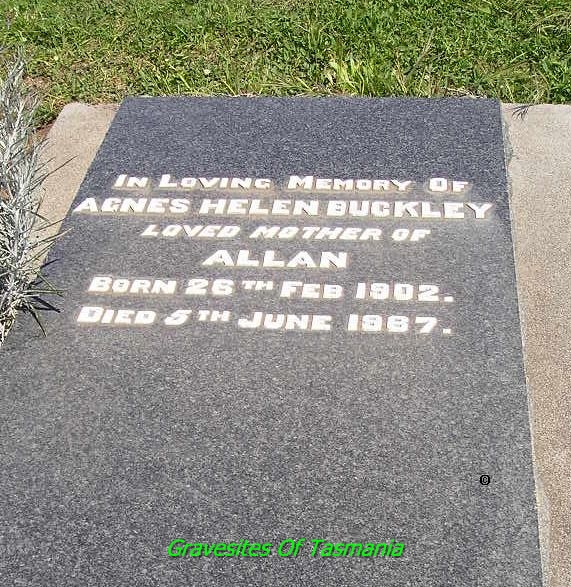 In Loving Memory Of
AGNES HELEN BUCKLEY
LOVED MOTHER OF
ALLAN
BORN 26TH FEB 1902.
DIED 5TH JUNE 1987.
Gravesites Of Tasmania